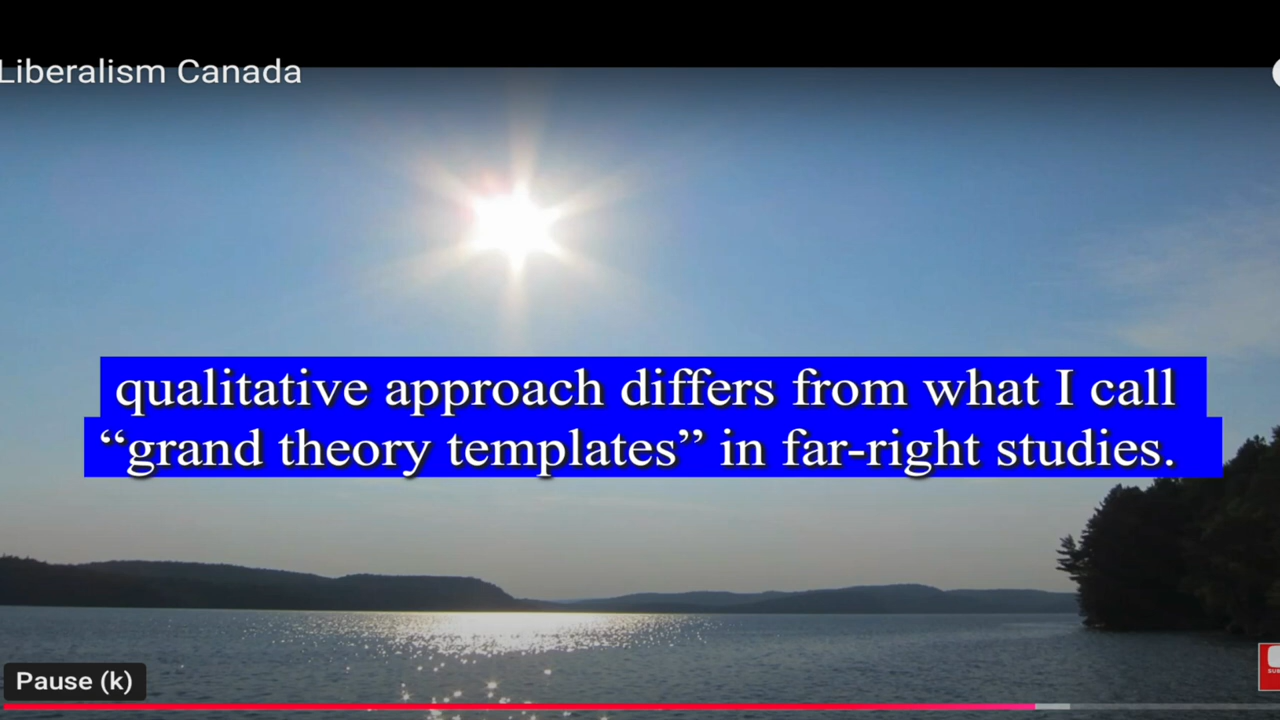 Liberalism Canada
qualitative approach differs from what I call
“grand theory templates” in far-right studies.
Pause (k)